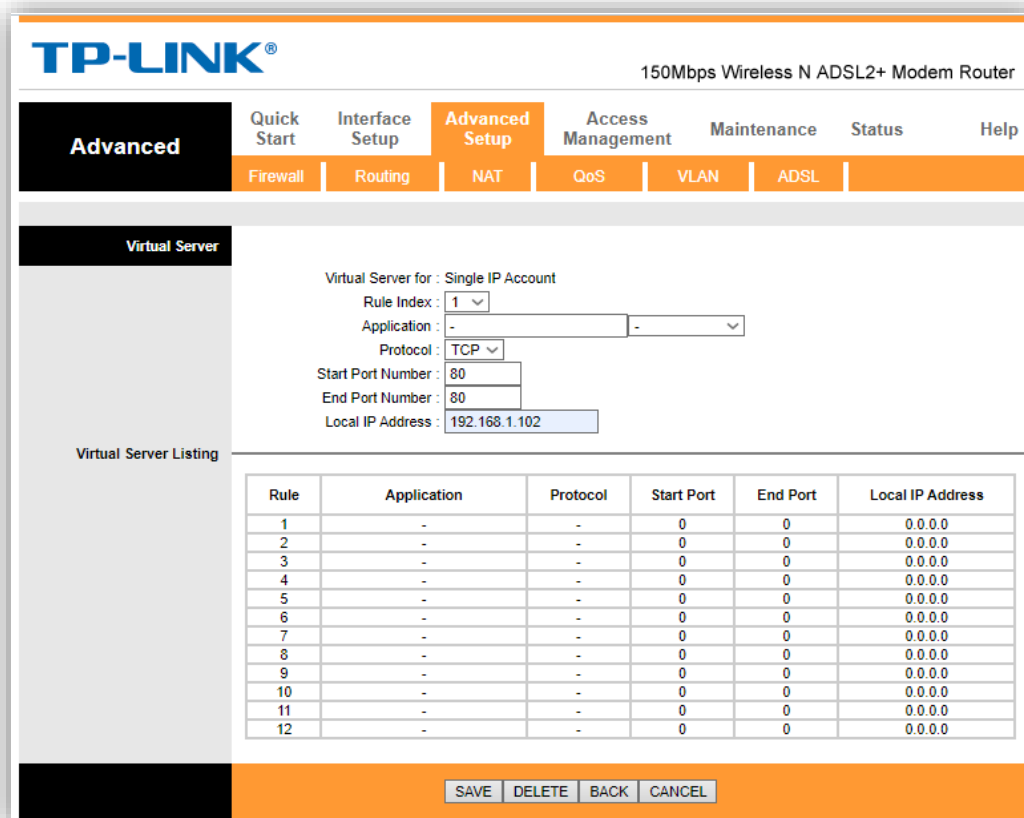 TP-LINK®
150Mbps Wireless N ADSL2+ Modem Router
Advanced
Quick Start Interface Setup Advanced Setup Access Management Maintenance Status Help
Firewall Routing NAT QoS VLAN ADSL
Virtual Server
Virtual Server for : Single IP Account
Rule Index : 1
Application : - -
Protocol : TCP
Start Port Number : 80
End Port Number : 80
Local IP Address : 192.168.1.102
Virtual Server Listing
Rule Application Protocol Start Port End Port Local IP Address
1 - - 0 0 0.0.0.0
2 - - 0 0 0.0.0.0
3 - - 0 0 0.0.0.0
4 - - 0 0 0.0.0.0
5 - - 0 0 0.0.0.0
6 - - 0 0 0.0.0.0
7 - - 0 0 0.0.0.0
8 - - 0 0 0.0.0.0
9 - - 0 0 0.0.0.0
10 - - 0 0 0.0.0.0
11 - - 0 0 0.0.0.0
12 - - 0 0 0.0.0.0
SAVE DELETE BACK CANCEL